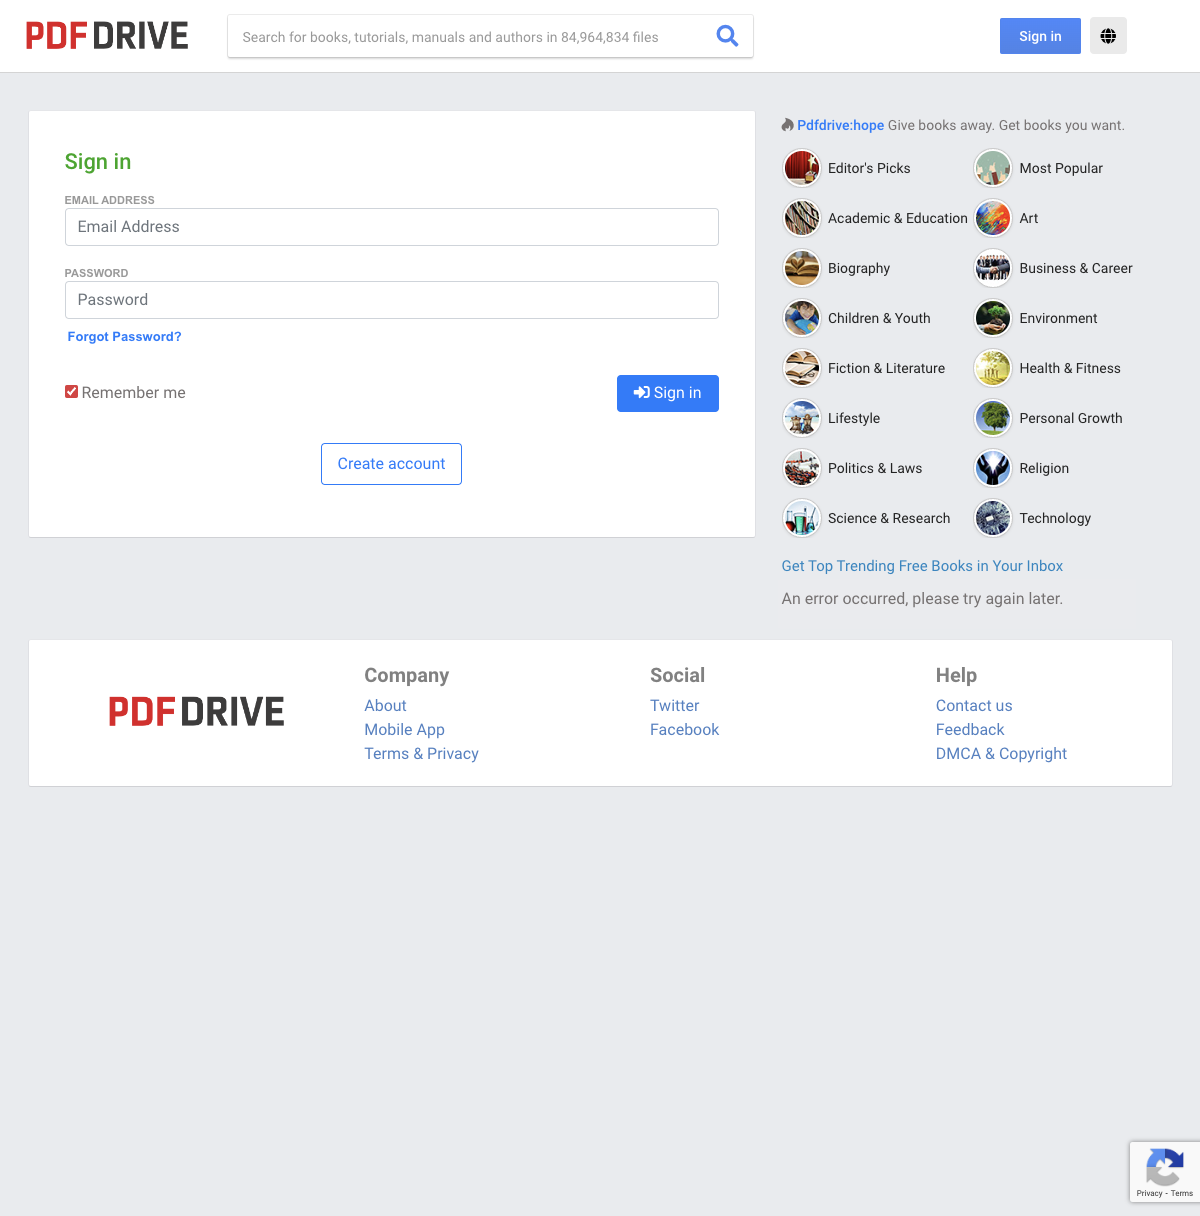 PDFDRIVE
Search for books, tutorials, manuals and authors in 84,964,834 files
Sign in
Sign in
EMAIL ADDRESS
Email Address
PASSWORD
Password
Forgot Password?
Remember me
Sign in
Create account
Pdfdrive:hope Give books away. Get books you want.
Editor's Picks
Most Popular
Academic & Education
Art
Biography
Business & Career
Children & Youth
Environment
Fiction & Literature
Health & Fitness
Lifestyle
Personal Growth
Politics & Laws
Religion
Science & Research
Technology
Get Top Trending Free Books in Your Inbox
An error occurred, please try again later.
PDFDRIVE
Company
About
Mobile App
Terms & Privacy
Social
Twitter
Facebook
Help
Contact us
Feedback
DMCA & Copyright
Privacy - Terms